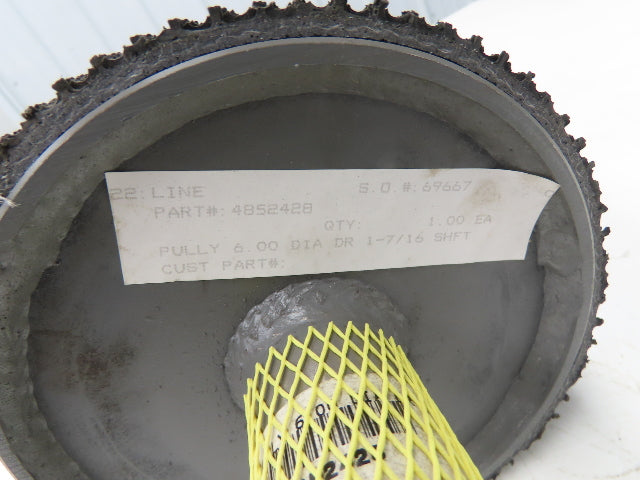 22: LINE S.O.#: 69667
PART#: 4852428
QTY: 1.00 EA
PULLY 6.00 DIA DR 1-7/16 SHFT
CUST PART#: